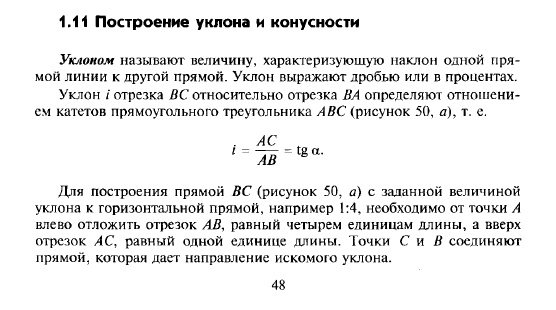 1.11 Построение уклона и конусности
Уклоном называют величину, характеризующую наклон одной пря-
мой линии к другой прямой. Уклон выражают дробью или в процентах.
Уклон i отрезка BC относительно отрезка BA определяют отношени-
ем катетов прямоугольного треугольника ABC (рисунок 50, а), т. е.
i = AC / AB = tg α.
Для построения прямой BC (рисунок 50, а) с заданной величиной
уклона к горизонтальной прямой, например 1:4, необходимо от точки A
влево отложить отрезок AB, равный четырем единицам длины, а вверх
отрезок AC, равный одной единице длины. Точки C и B соединяют
прямой, которая дает направление искомого уклона.
48